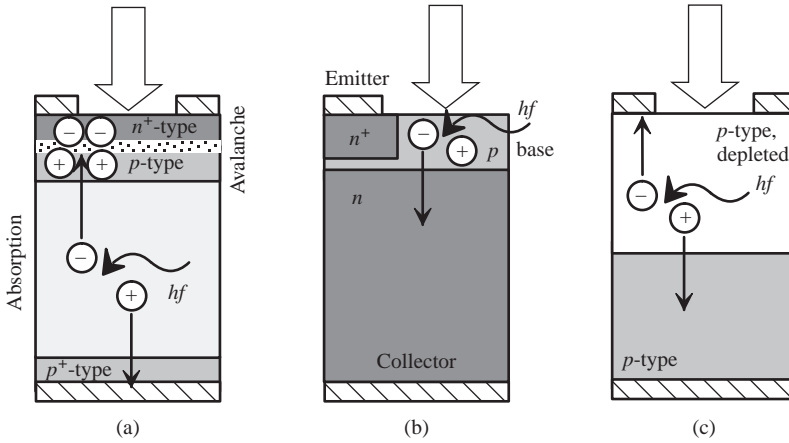 n+-type
− −
+ +
p-type
Avalanche
Absorption
−
+
hf
p+-type
(a)
Emitter
n+
−
+
hf
p
base
n
Collector
(b)
p-type,
depleted
hf
−
+
p-type
(c)